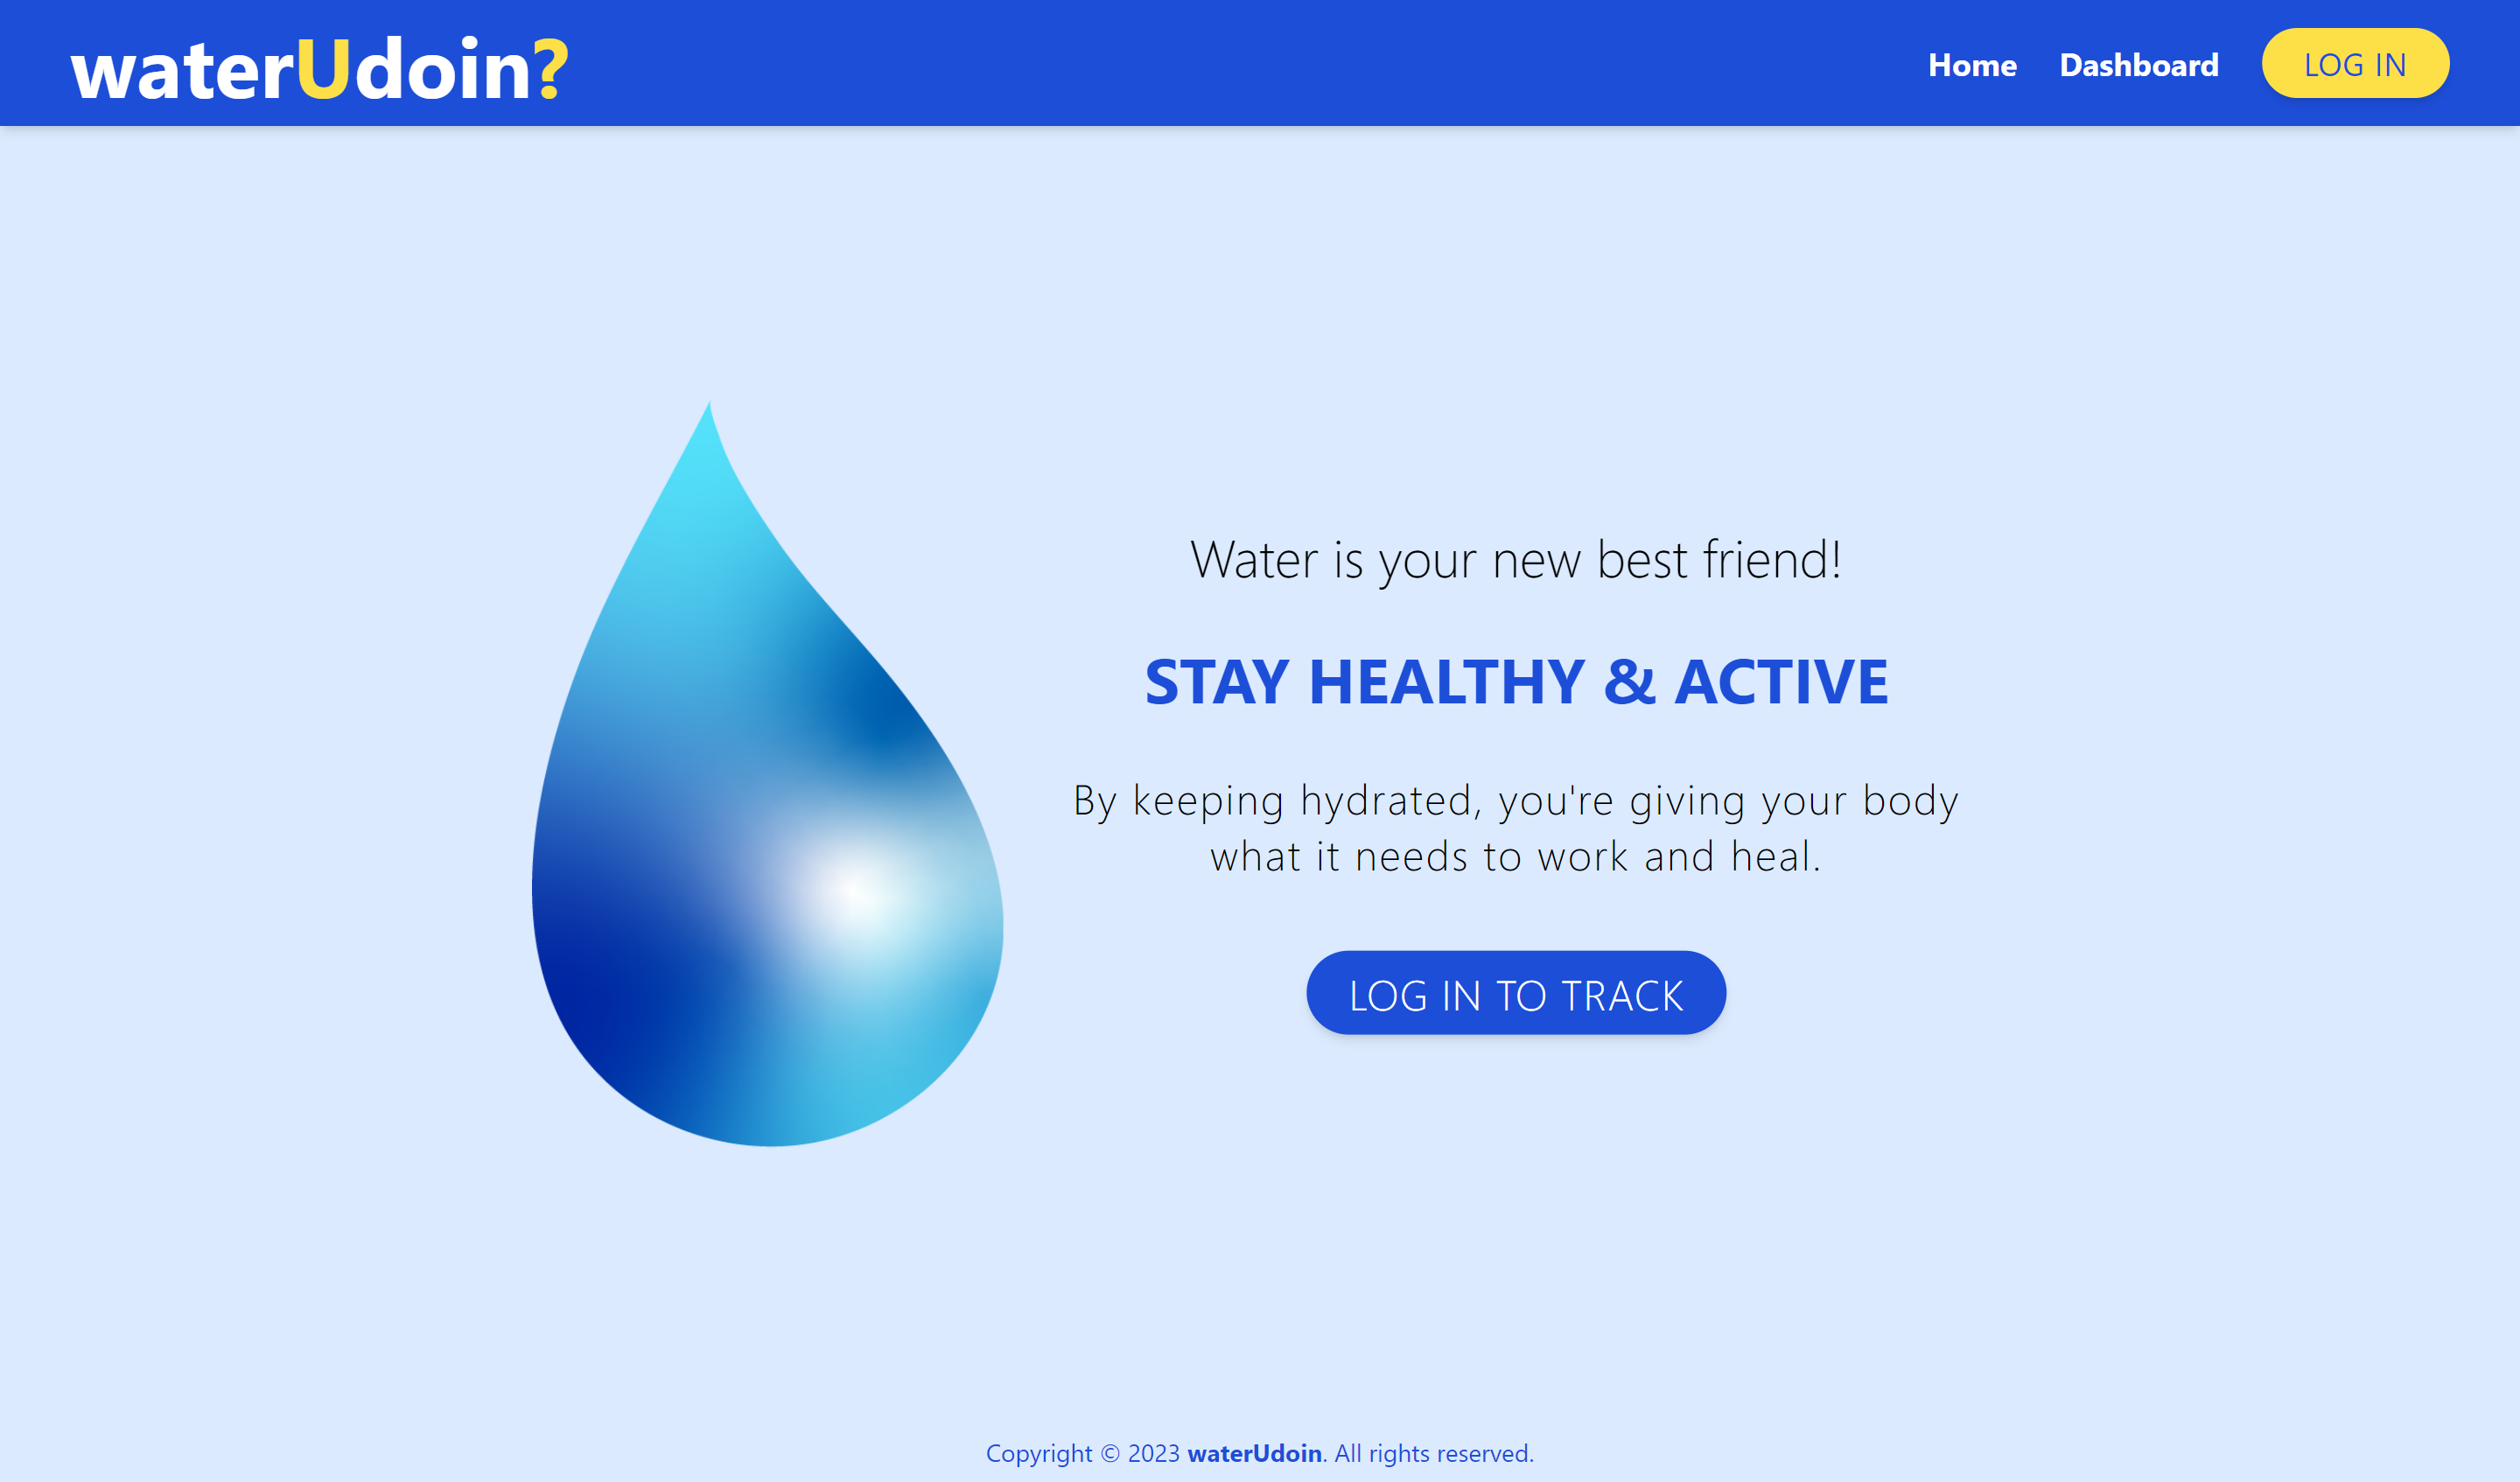 waterUdoin?
Home
Dashboard
LOG IN
Water is your new best friend!
STAY HEALTHY & ACTIVE
By keeping hydrated, you're giving your body
what it needs to work and heal.
LOG IN TO TRACK
Copyright © 2023 waterUdoin. All rights reserved.